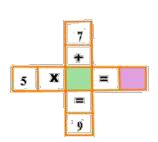 7
+
5 x =
=
9